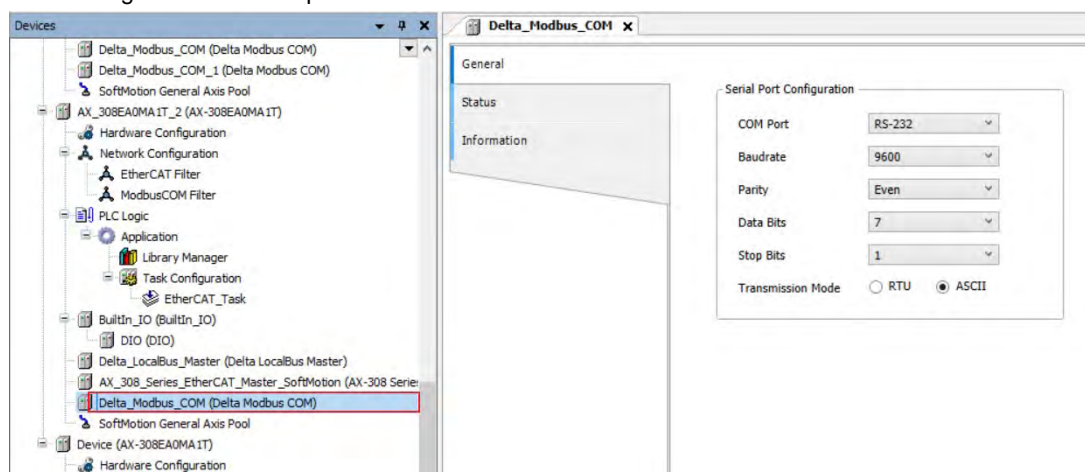 Devices
Delta_Modbus_COM (Delta Modbus COM)
Delta_Modbus_COM_1 (Delta Modbus COM)
SoftMotion General Axis Pool
AX_308EA0MA1T_2 (AX-308EA0MA1T)
Hardware Configuration
Network Configuration
EtherCAT Filter
ModbusCOM Filter
PLC Logic
Application
Library Manager
Task Configuration
EtherCAT_Task
BuiltIn_IO (BuiltIn_IO)
DIO (DIO)
Delta_LocalBus_Master (Delta LocalBus Master)
AX_308_Series_EtherCAT_Master_SoftMotion (AX-308 Serie
Delta_Modbus_COM (Delta Modbus COM)
SoftMotion General Axis Pool
Device (AX-308EA0MA1T)
Hardware Configuration
Delta_Modbus_COM
General
Status
Information
Serial Port Configuration
COM Port RS-232
Baudrate 9600
Parity Even
Data Bits 7
Stop Bits 1
Transmission Mode RTU ASCII